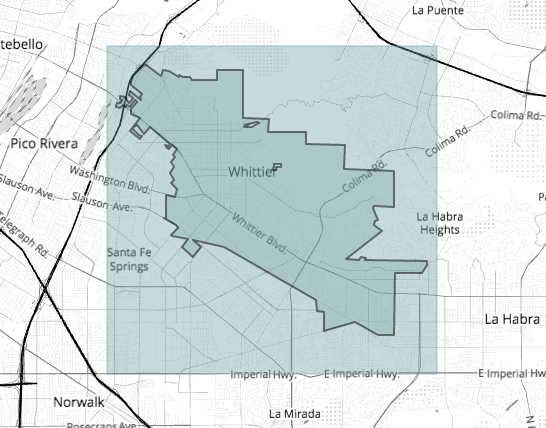 La Puente
tebello
Colima Rd.
Colima Rd.
Pico Rivera
Whittier
Colima Rd.
Washington Blvd.
Slauson Ave.
Slauson Ave.
La Habra
Heights
Telegraph Rd.
Whittier Blvd.
Santa Fe
Springs
La Habra
Imperial Hwy.
E Imperial Hwy.
E Imperial Hwy.
Norwalk
La Mirada
Rosecrans Ave.